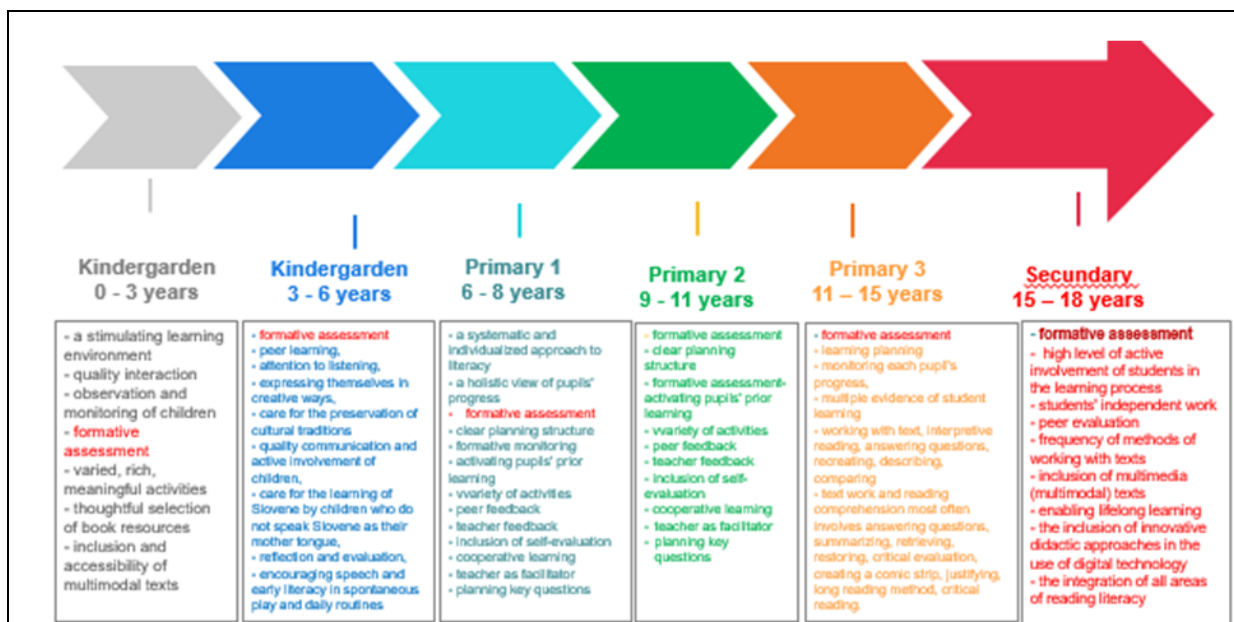 Kindergarden
0 - 3 years
- a stimulating learning
environment
- quality interaction
- observation and
monitoring of children
- formative
assessment
- varied, rich,
meaningful activities
- thoughtful selection
of book resources
- inclusion and
accessibility of
multimodal texts
Kindergarden
3 - 6 years
- formative assessment
- peer learning,
- attention to listening,
- expressing themselves in
creative ways,
- care for the preservation of
cultural traditions
- quality communication and
active involvement of
children,
- care for the learning of
Slovene by children who do
not speak Slovene as their
mother tongue,
- reflection and evaluation,
- encouraging speech and
early literacy in spontaneous
play and daily routines
Primary 1
6 - 8 years
- a systematic and
individualized approach to
literacy
- a holistic view of pupils'
progress
- formative assessment
- clear planning structure
- formative monitoring
- activating pupils' prior
learning
- vvariety of activities
- peer feedback
- teacher feedback
- inclusion of self-evaluation
- cooperative learning
- teacher as facilitator
- planning key questions
Primary 2
9 - 11 years
- formative assessment
- clear planning
structure
- formative assessment-
activating pupils' prior
learning
- vvariety of activities
- peer feedback
- teacher feedback
- inclusion of self-
evaluation
- cooperative learning
- teacher as facilitator
- planning key
questions
Primary 3
11 – 15 years
- formative assessment
- learning planning
- monitoring each pupil's
progress,
- multiple evidence of student
learning
- working with text, interpretive
reading, answering questions,
recreating, describing,
comparing
- text work and reading
comprehension most often
involves answering questions,
summarizing, retrieving,
restoring, critical evaluation,
creating a comic strip, justifying,
long reading method, critical
reading.
Secundary
15 – 18 years
- formative assessment
- high level of active
involvement of students in
the learning process
- students' independent work
- peer evaluation
- frequency of methods of
working with texts
- inclusion of multimedia
(multimodal) texts
- enabling lifelong learning
- the inclusion of innovative
didactic approaches in the
use of digital technology
- the integration of all areas
of reading literacy